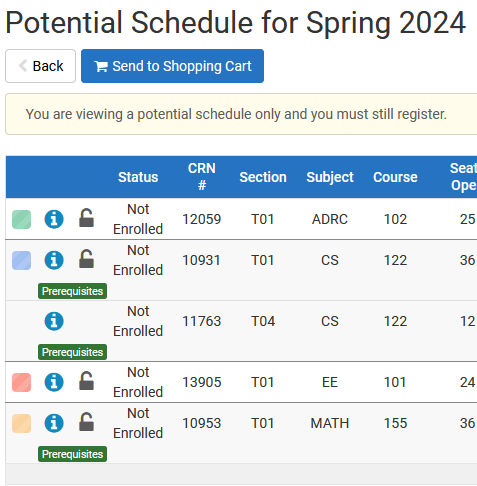 Potential Schedule for Spring 2024
Back Send to Shopping Cart
You are viewing a potential schedule only and you must still register.
Status CRN # Section Subject Course
Not Enrolled 12059 T01 ADRC 102 25
Not Enrolled 10931 T01 CS 122 36
Prerequisites
Not Enrolled 11763 T04 CS 122 12
Prerequisites
Not Enrolled 13905 T01 EE 101 24
Not Enrolled 10953 T01 MATH 155 36
Prerequisites